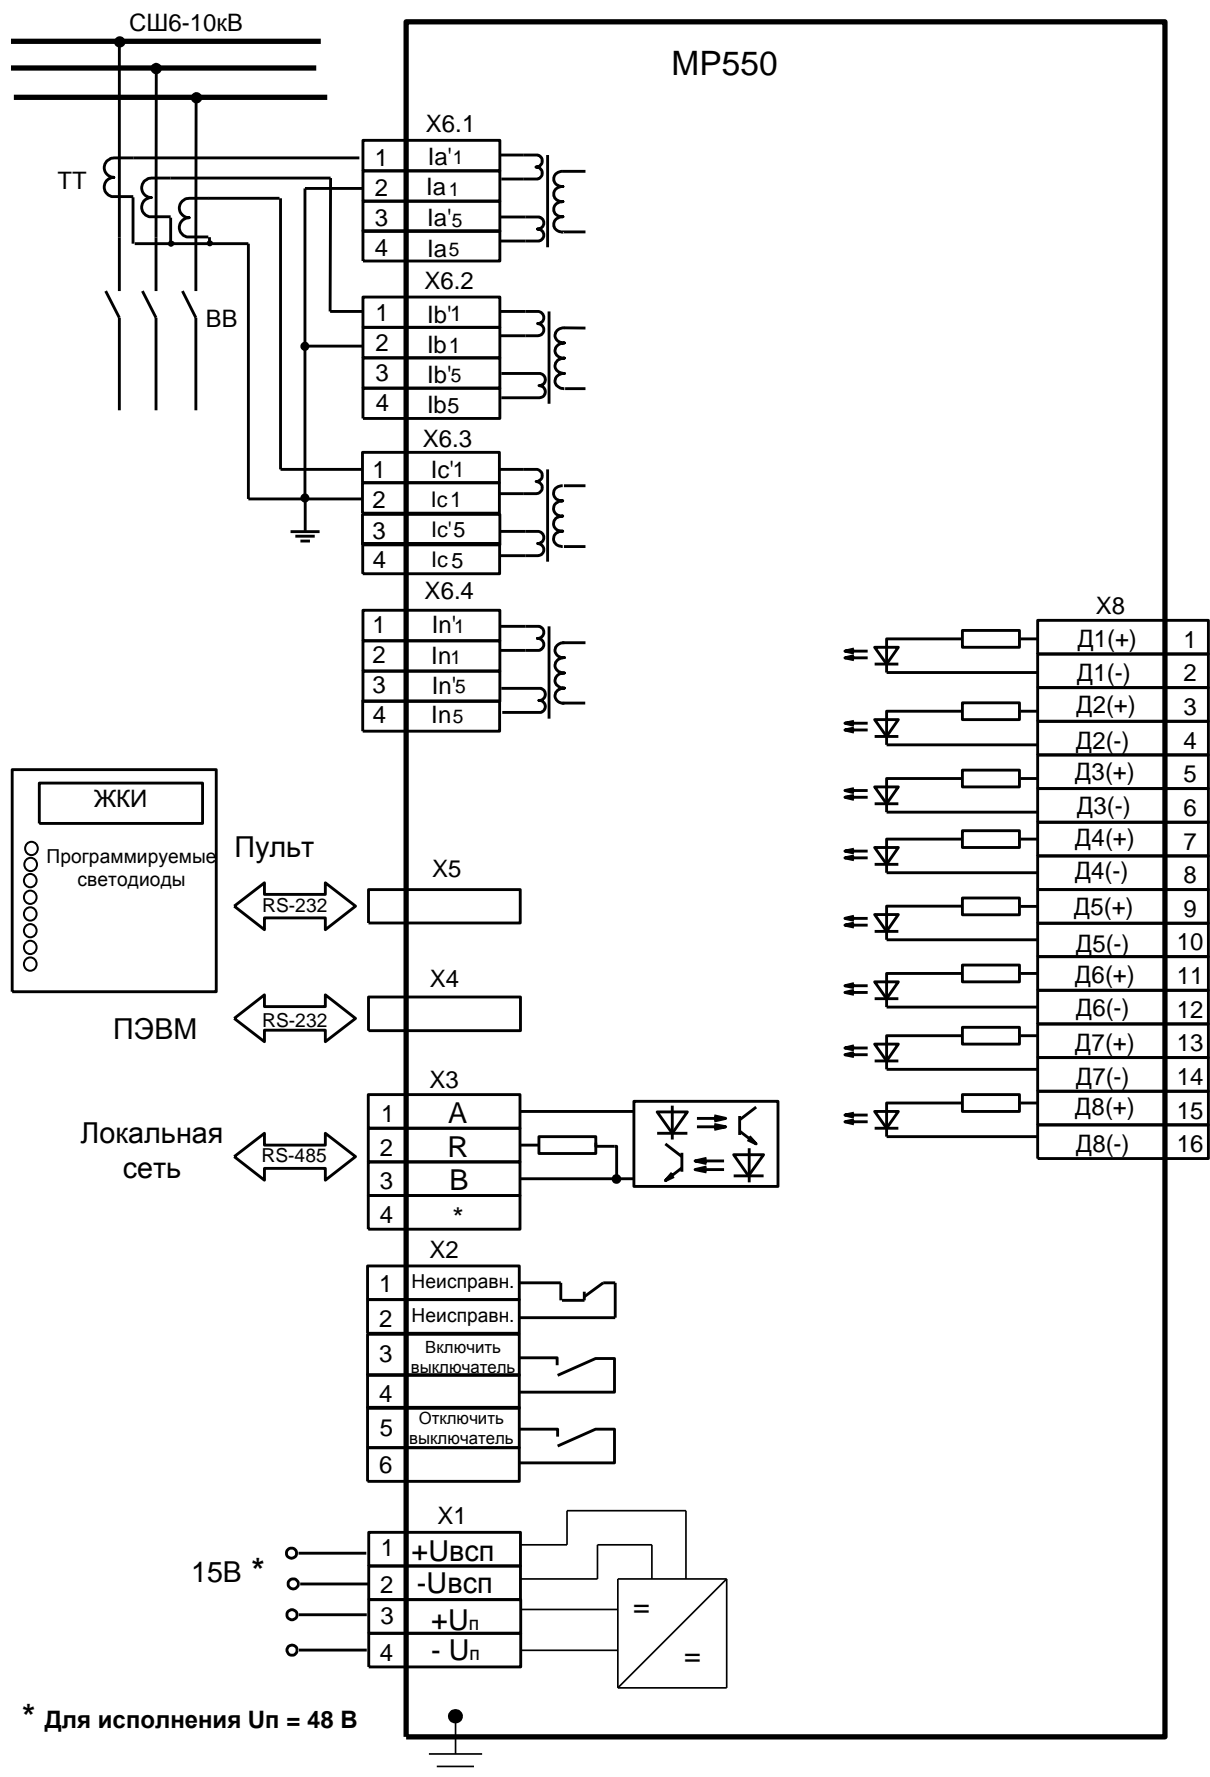 СШ6-10кВ
МР550
ТТ
ВВ
X6.1
1 Ia'1
2 Ia1
3 Ia'5
4 Ia5
X6.2
1 Ib'1
2 Ib1
3 Ib'5
4 Ib5
X6.3
1 Ic'1
2 Ic1
3 Ic'5
4 Ic5
X6.4
1 In'1
2 In1
3 In'5
4 In5
X8
Д1(+) 1
Д1(-) 2
Д2(+) 3
Д2(-) 4
Д3(+) 5
Д3(-) 6
Д4(+) 7
Д4(-) 8
Д5(+) 9
Д5(-) 10
Д6(+) 11
Д6(-) 12
Д7(+) 13
Д7(-) 14
Д8(+) 15
Д8(-) 16
ЖКИ
Программируемые
светодиоды
Пульт
RS-232
X5
ПЭВМ
RS-232
X4
Локальная
сеть
RS-485
X3
1 A
2 R
3 B
4 *
X2
1 Неисправн.
2 Неисправн.
3 Включить
выключатель
4
5 Отключить
выключатель
6
X1
15В *
1 +Uвсп
2 -Uвсп
3 +Uп
4 - Uп
=
=
* Для исполнения Uп = 48 В